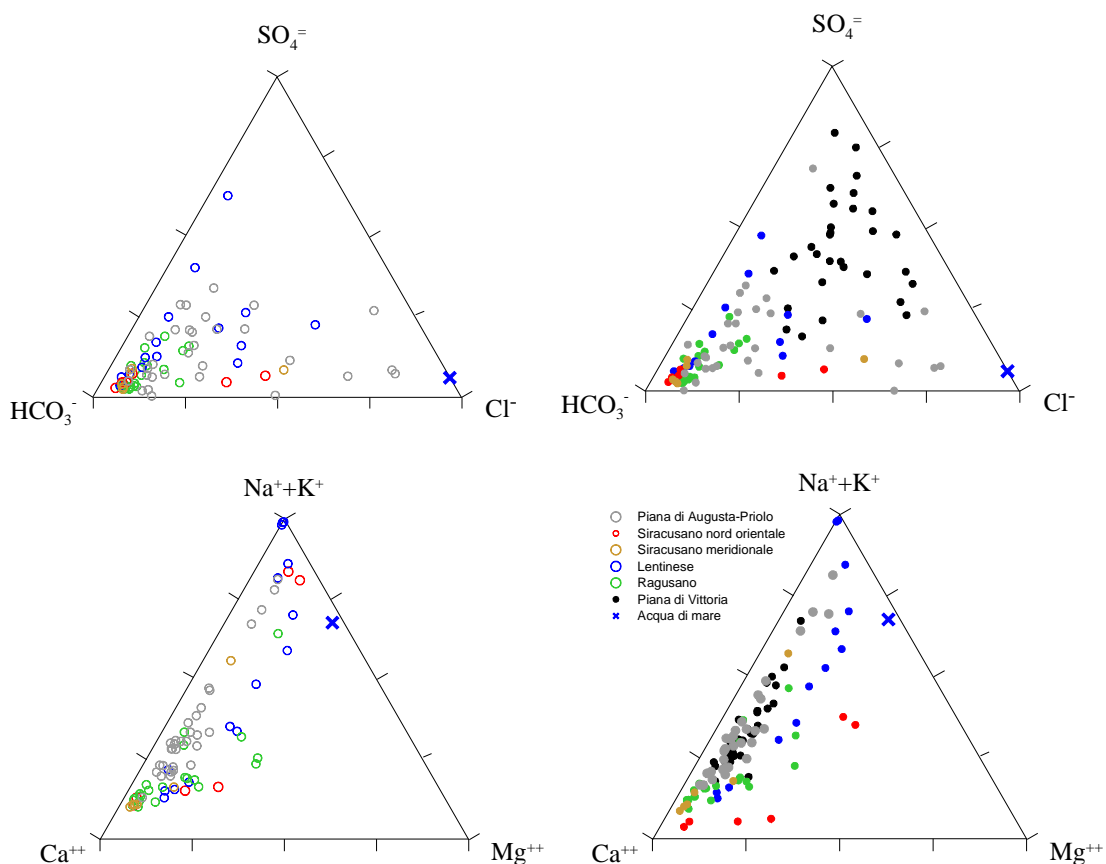 SO₄⁼
HCO₃⁻
Cl⁻
SO₄⁼
HCO₃⁻
Cl⁻
Na⁺+K⁺
Ca⁺⁺
Mg⁺⁺
Na⁺+K⁺
Piana di Augusta-Priolo
Siracusano nord orientale
Siracusano meridionale
Lentinese
Ragusano
Piana di Vittoria
Acqua di mare
Ca⁺⁺
Mg⁺⁺